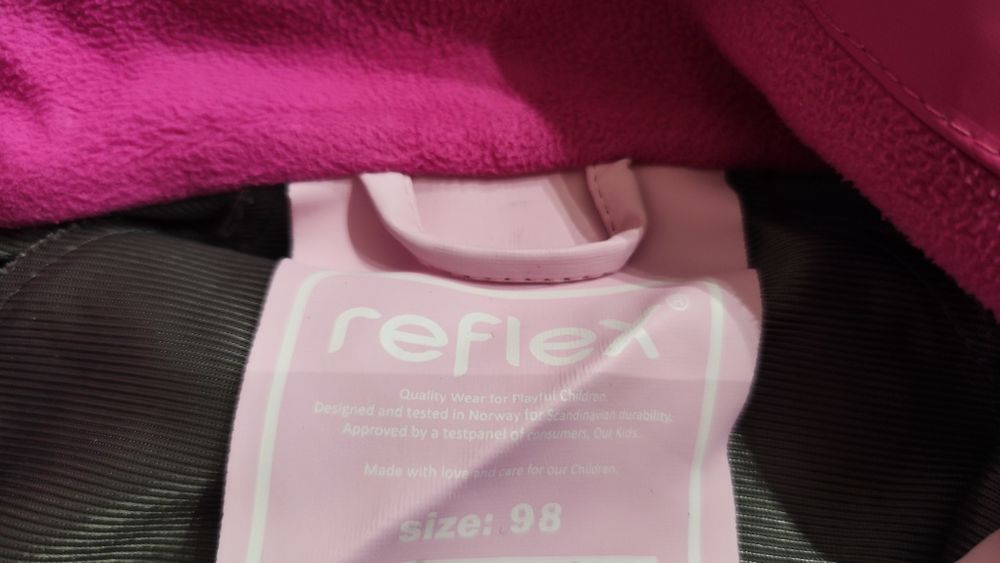 reflex®
Quality Wear for Playful Children.
Designed and tested in Norway for Scandinavian durability.
Approved by a testpanel of consumers, Our Kids.
Made with love and care for our Children.
size: 98